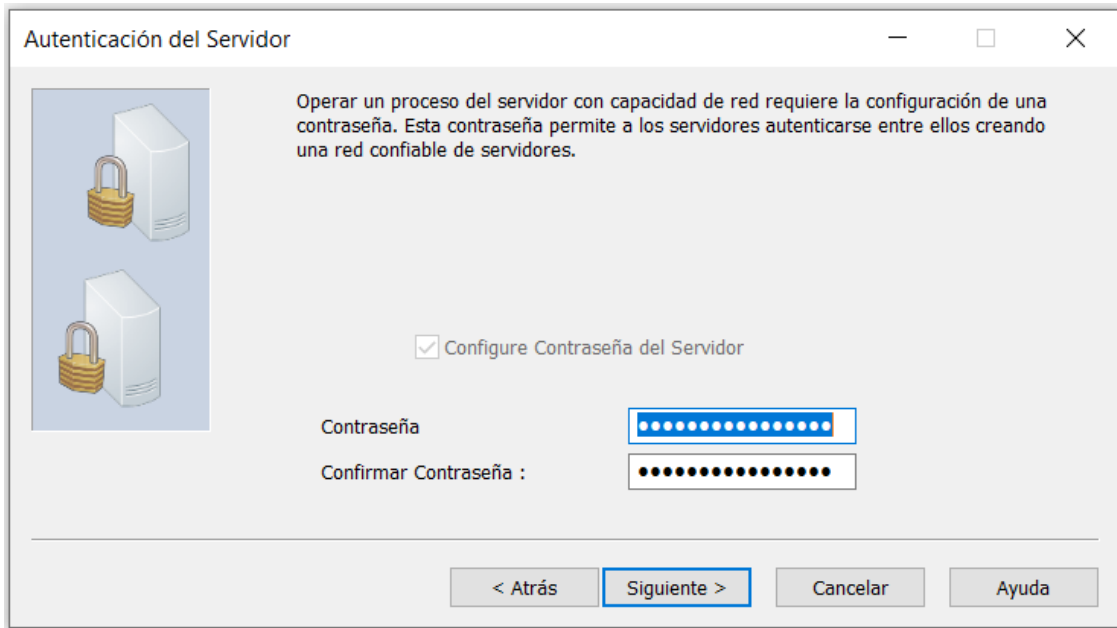 Autenticación del Servidor
Operar un proceso del servidor con capacidad de red requiere la configuración de una
contraseña. Esta contraseña permite a los servidores autenticarse entre ellos creando
una red confiable de servidores.
Configure Contraseña del Servidor
Contraseña ••••••••••••••••
Confirmar Contraseña : ••••••••••••••••
< Atrás Siguiente > Cancelar Ayuda